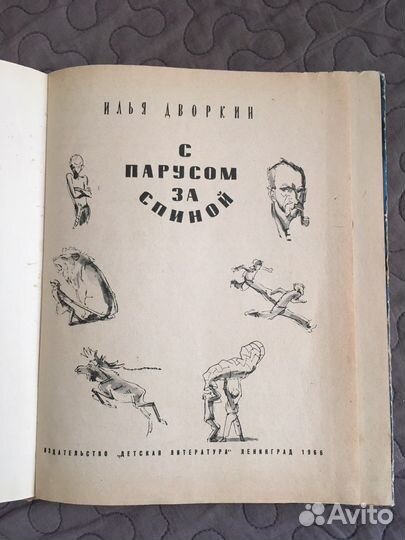 ИЛЬЯ ДВОРКИН
С
ПАРУСОМ
ЗА
СПИНОЙ
ИЗДАТЕЛЬСТВО „ДЕТСКАЯ ЛИТЕРАТУРА" ЛЕНИНГРАД 1966
Avito